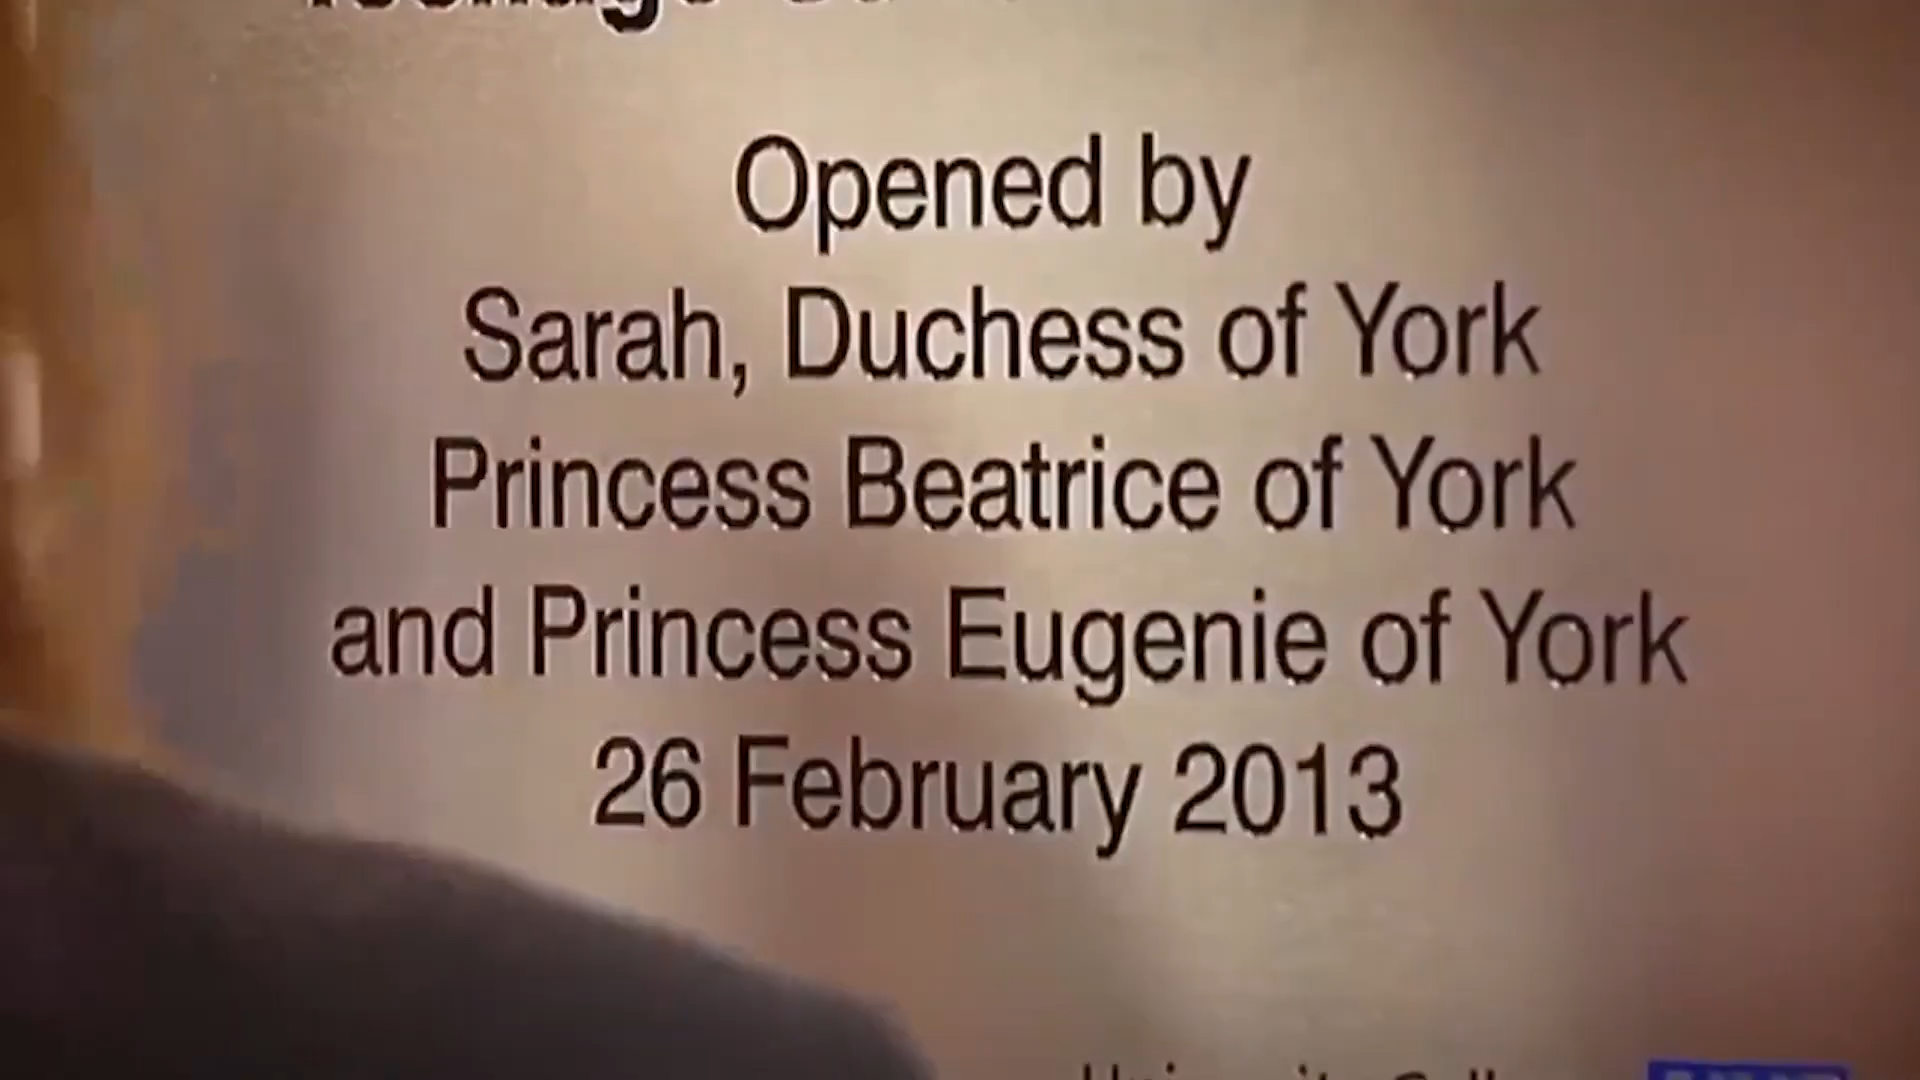 Opened by
Sarah, Duchess of York
Princess Beatrice of York
and Princess Eugenie of York
26 February 2013